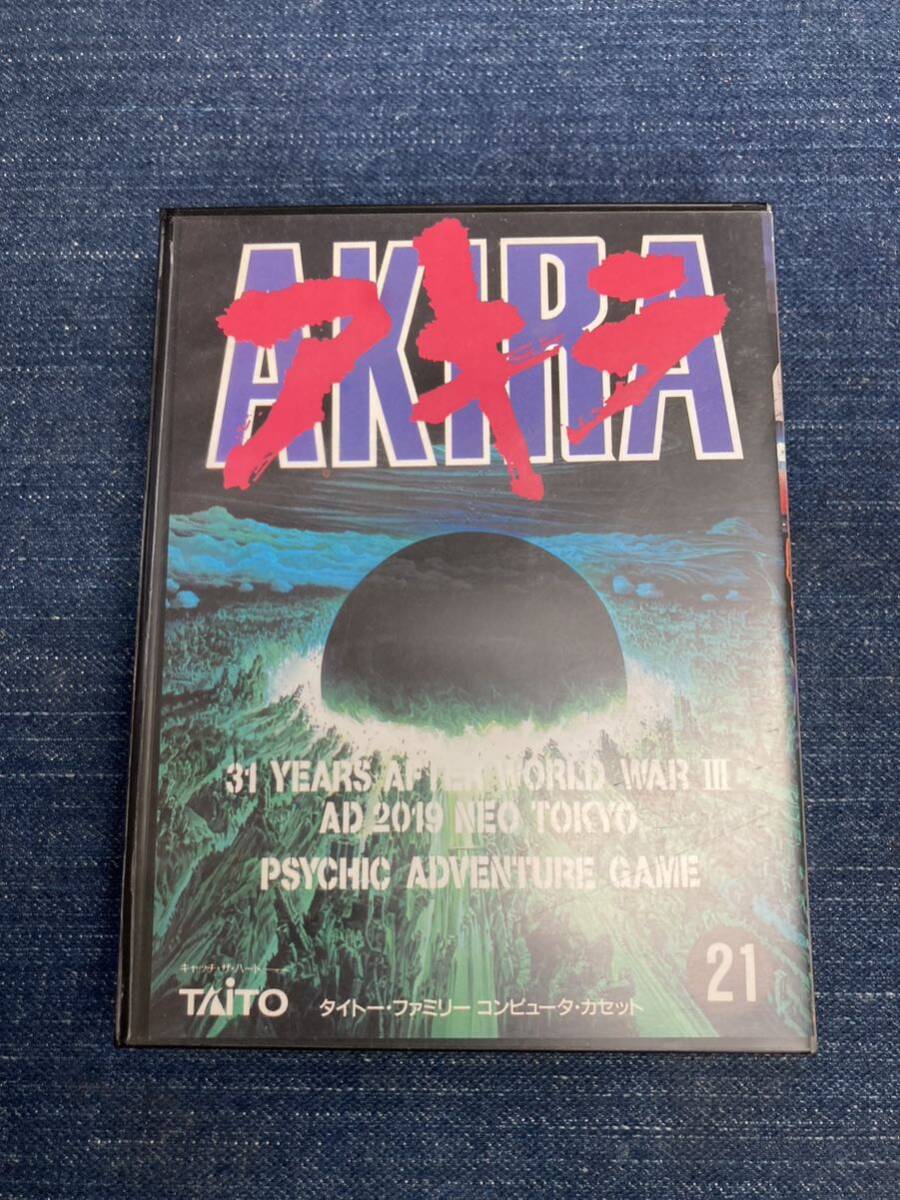 AKIRA
アキラ
31 YEARS AFTER WORLD WAR III
AD 2019 NEO TOKYO
PSYCHIC ADVENTURE GAME
21
キャッチ・ザ・ハート
TAITO
タイトー・ファミリー コンピュータ・カセット